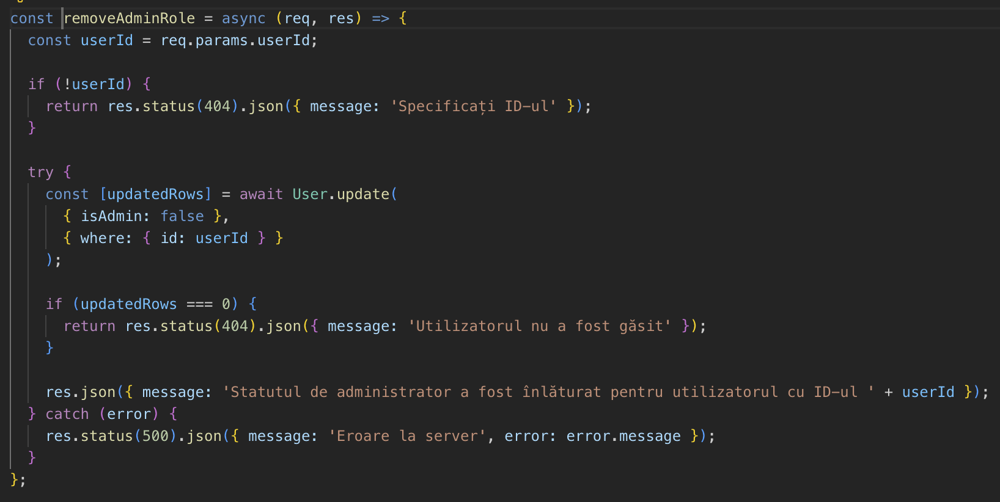 const removeAdminRole = async (req, res) => {
  const userId = req.params.userId;

  if (!userId) {
    return res.status(404).json({ message: 'Specificați ID-ul' });
  }

  try {
    const [updatedRows] = await User.update(
      { isAdmin: false },
      { where: { id: userId } }
    );

    if (updatedRows === 0) {
      return res.status(404).json({ message: 'Utilizatorul nu a fost găsit' });
    }

    res.json({ message: 'Statutul de administrator a fost înlăturat pentru utilizatorul cu ID-ul ' + userId });
  } catch (error) {
    res.status(500).json({ message: 'Eroare la server', error: error.message });
  }
};